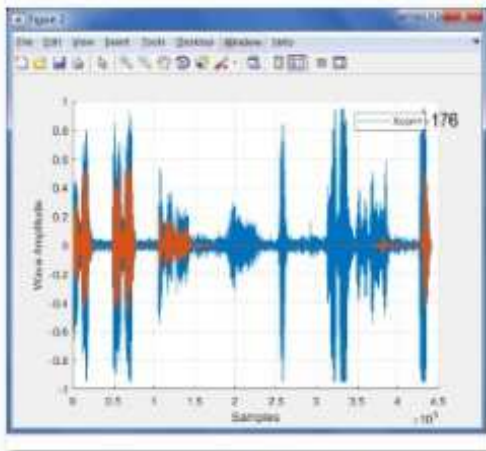 Figure 2
File Edit View Insert Tools Desktop Window Help
176
1
0.8
0.6
0.4
0.2
0
-0.2
-0.4
-0.6
-0.8
-1
Wave Amplitude
0 0.5 1 1.5 2 2.5 3 3.5 4 4.5
Samples